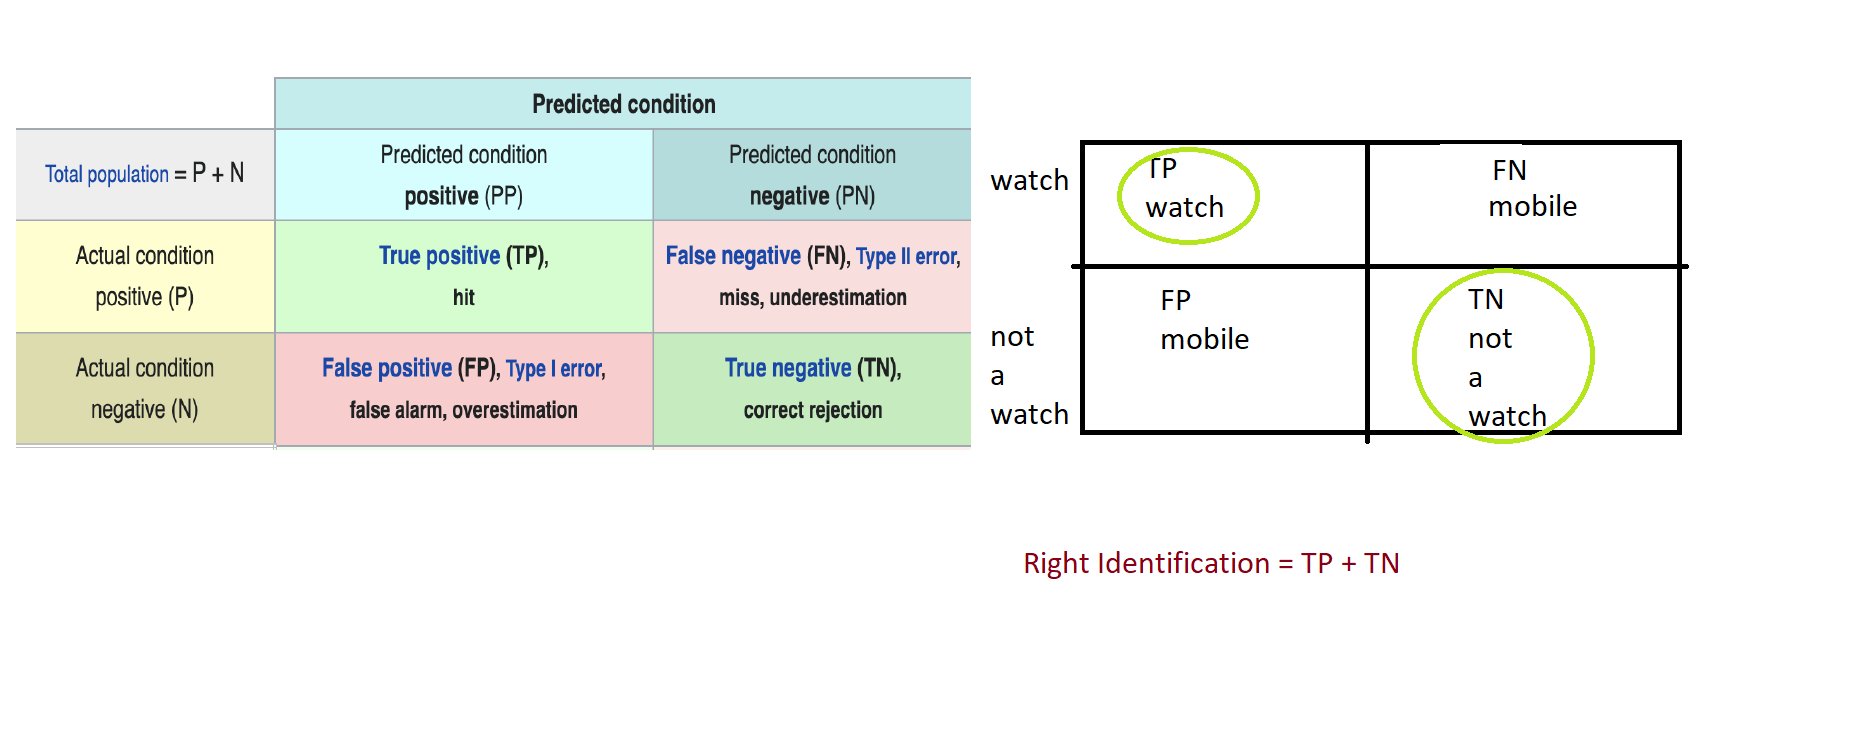 Predicted condition
Total population = P + N
Predicted condition
positive (PP)
Predicted condition
negative (PN)
Actual condition
positive (P)
True positive (TP),
hit
False negative (FN), Type II error,
miss, underestimation
Actual condition
negative (N)
False positive (FP), Type I error,
false alarm, overestimation
True negative (TN),
correct rejection
watch
TP
watch
FN
mobile
not
a
watch
FP
mobile
TN
not
a
watch
Right Identification = TP + TN